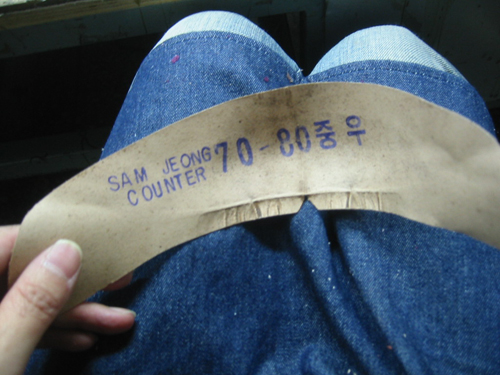 SAM JEONG
COUNTER
70-80 중 우